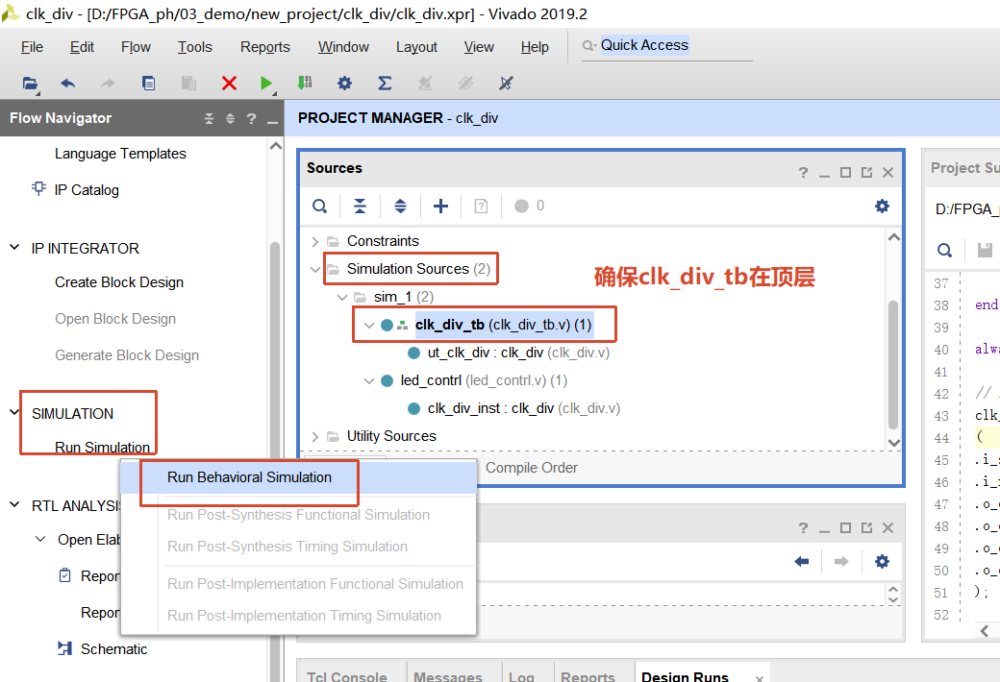 clk_div - [D:/FPGA_ph/03_demo/new_project/clk_div/clk_div.xpr] - Vivado 2019.2
File Edit Flow Tools Reports Window Layout View Help Quick Access
Flow Navigator
Language Templates
IP Catalog
IP INTEGRATOR
Create Block Design
Open Block Design
Generate Block Design
SIMULATION
Run Simulation
Run Behavioral Simulation
Run Post-Synthesis Functional Simulation
Run Post-Synthesis Timing Simulation
Run Post-Implementation Functional Simulation
Run Post-Implementation Timing Simulation
RTL ANALYSIS
Open Elab
Repor
Repor
Schematic
PROJECT MANAGER - clk_div
Sources
0
Constraints
Simulation Sources (2)
确保clk_div_tb在顶层
sim_1 (2)
clk_div_tb (clk_div_tb.v) (1)
ut_clk_div : clk_div (clk_div.v)
led_contrl (led_contrl.v) (1)
clk_div_inst : clk_div (clk_div.v)
Utility Sources
Compile Order
Project Su
D:/FPGA_
37
38 end
39
40 alwa
41
42 //
43 clk_
44 (
45 .i_s
46 .i_
47 .o_c
48 .o_c
49 .o_c
50 .o_c
51 );
52
Tcl Console Messages Log Reports Design Runs